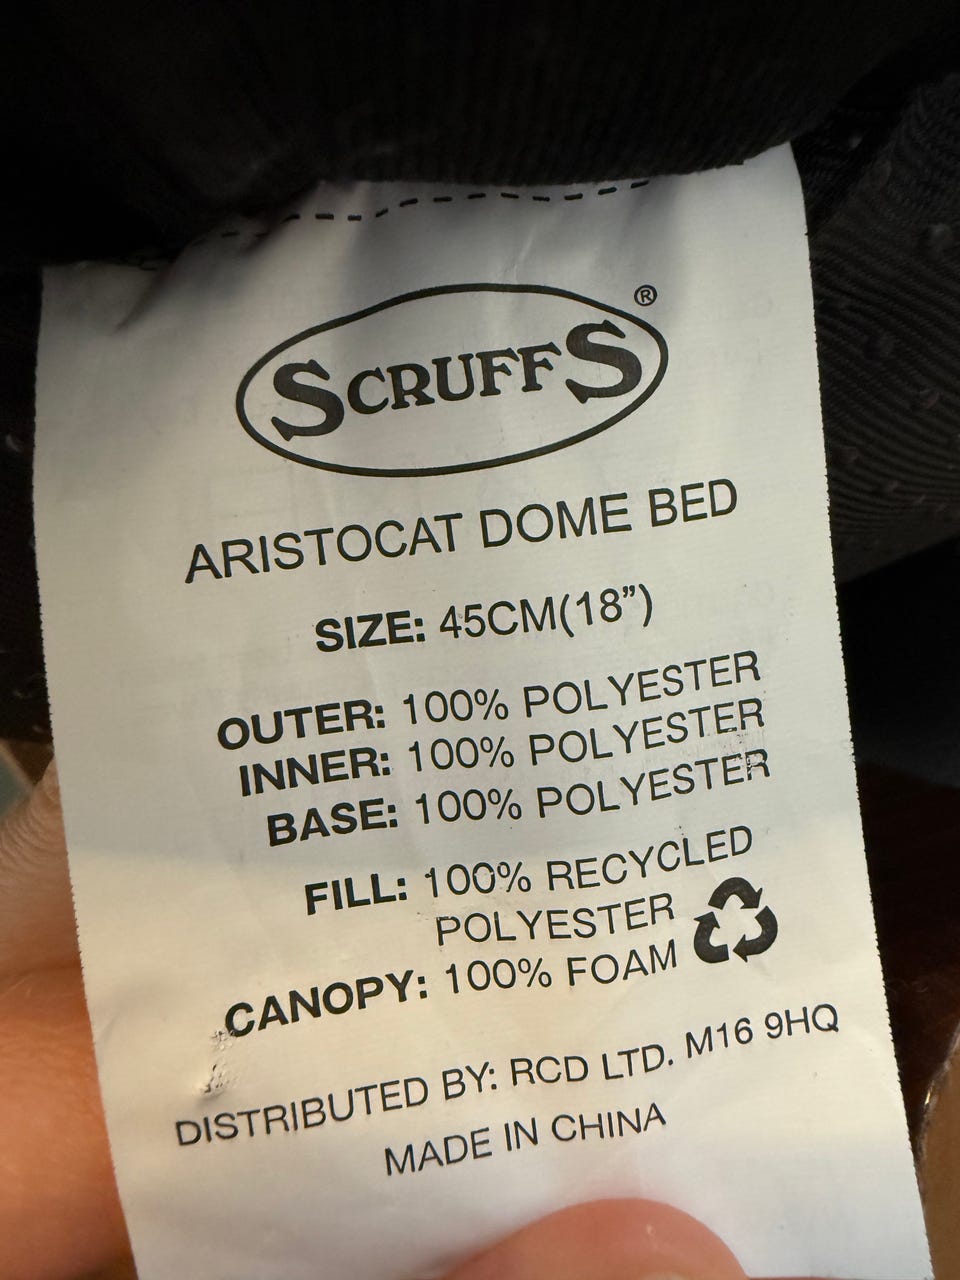 SCRUFFS®
ARISTOCAT DOME BED
SIZE: 45CM(18”)
OUTER: 100% POLYESTER
INNER: 100% POLYESTER
BASE: 100% POLYESTER
FILL: 100% RECYCLED
POLYESTER
CANOPY: 100% FOAM
DISTRIBUTED BY: RCD LTD. M16 9HQ
MADE IN CHINA